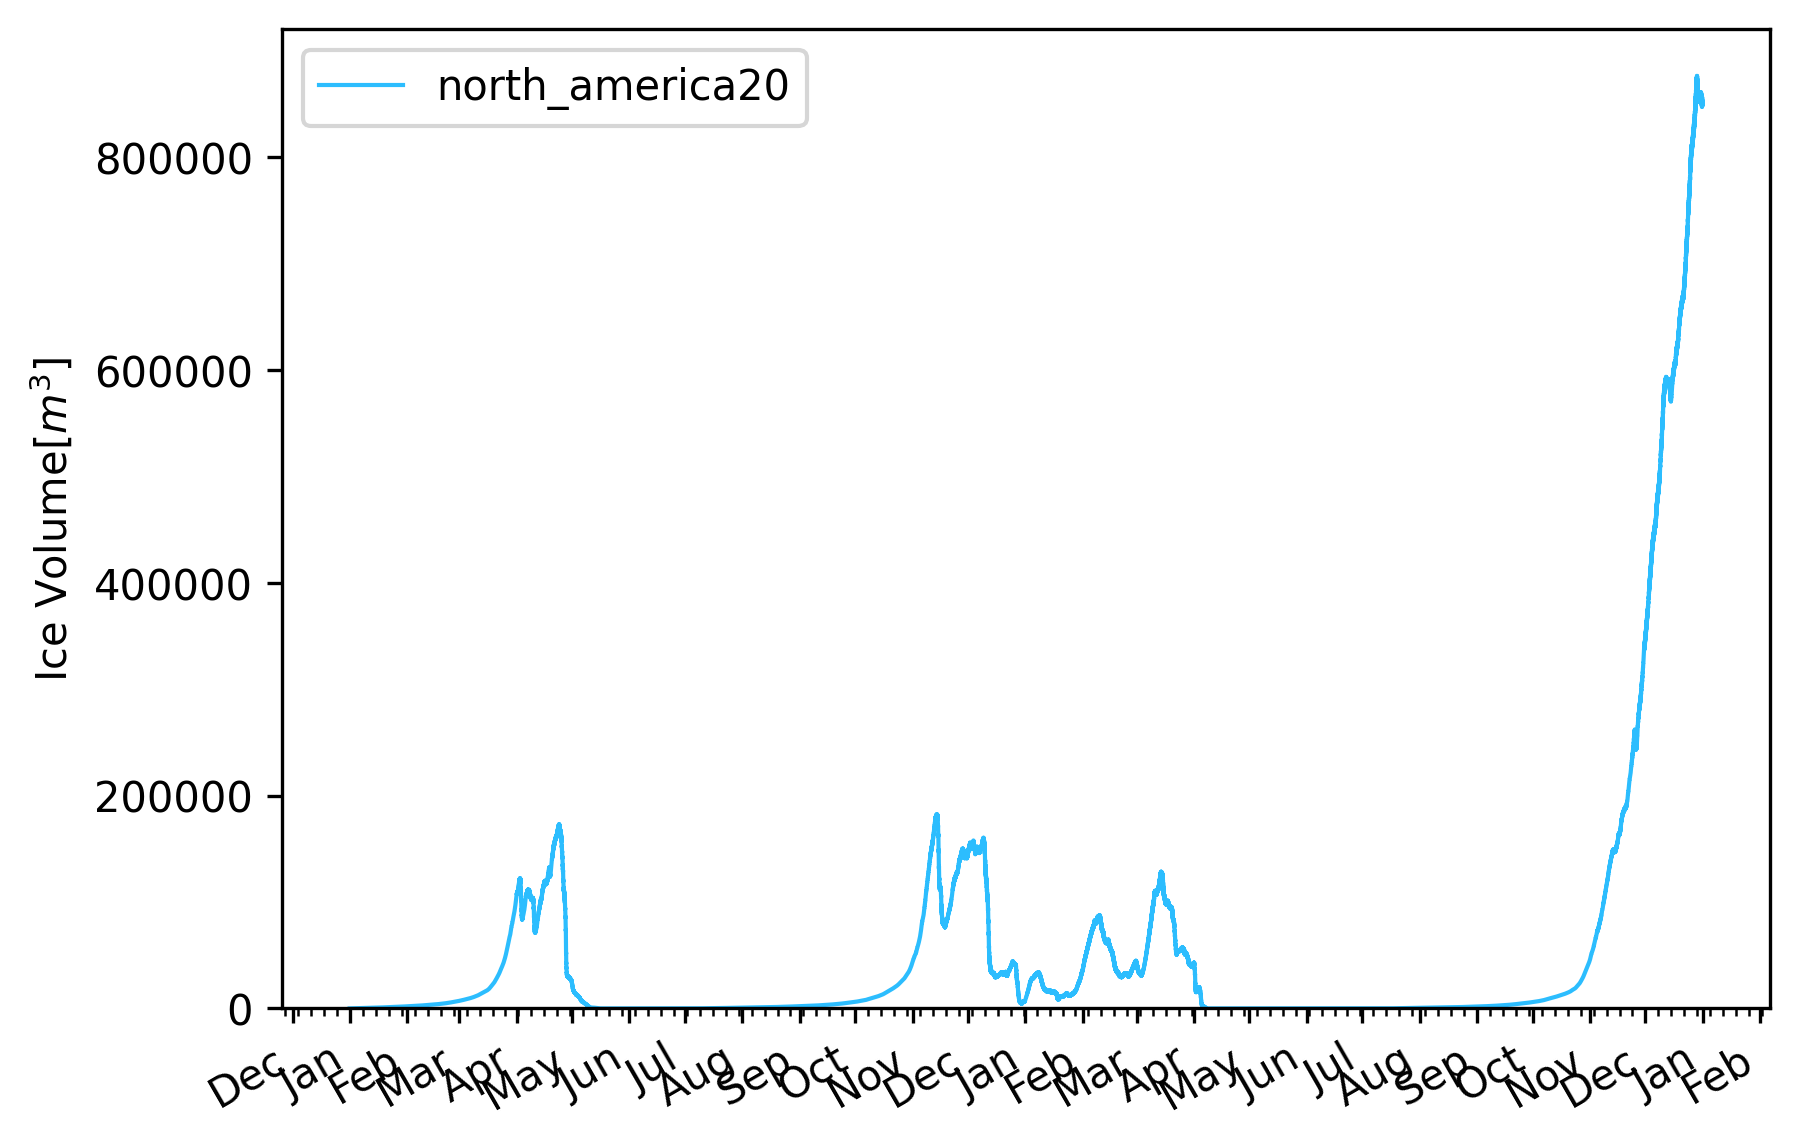 north_america20
800000
600000
400000
200000
0
Ice Volume[m³]
Dec Jan Feb Mar Apr May Jun Jul Aug Sep Oct Nov Dec Jan Feb Mar Apr May Jun Jul Aug Sep Oct Nov Dec Jan Feb